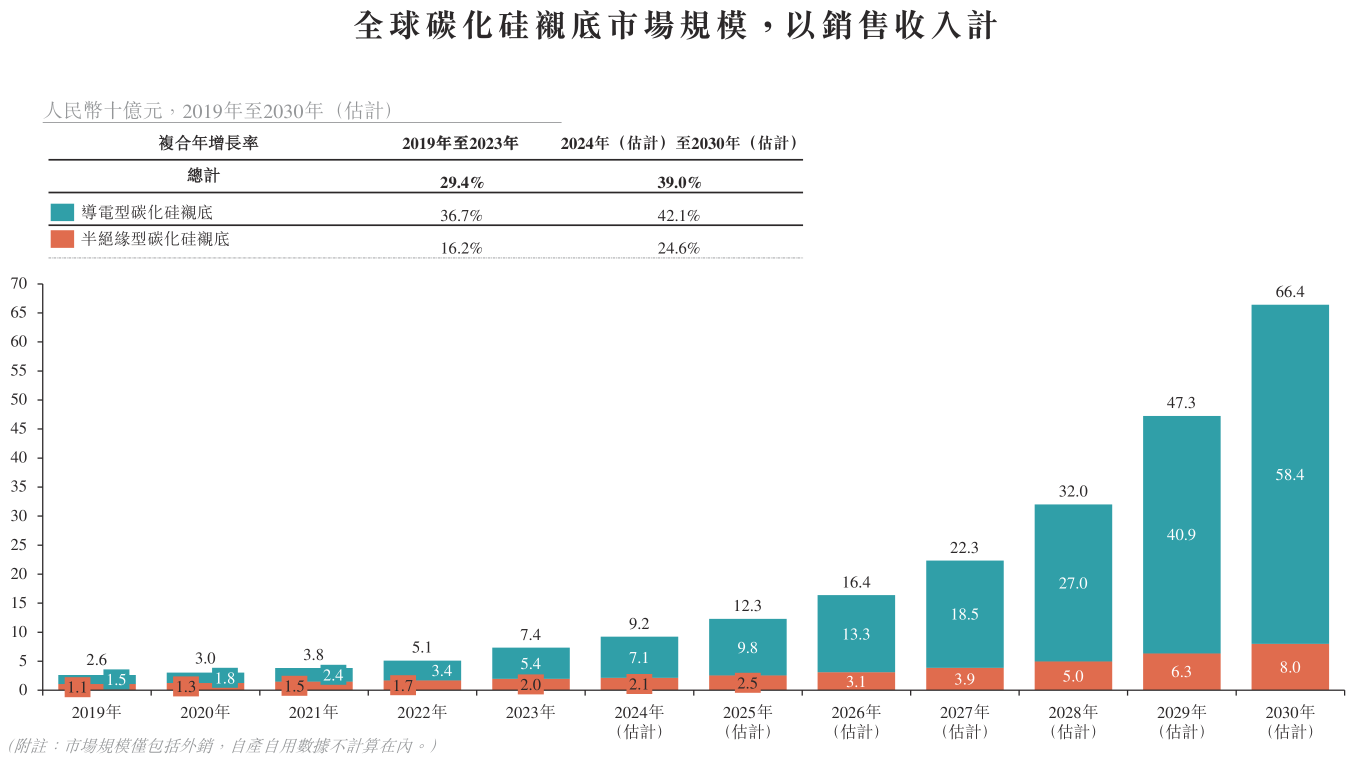 全球碳化硅襯底市場規模，以銷售收入計
人民幣十億元，2019年至2030年（估計）
複合年增長率 2019年至2023年 2024年（估計）至2030年（估計）
總計 29.4% 39.0%
導電型碳化硅襯底 36.7% 42.1%
半絕緣型碳化硅襯底 16.2% 24.6%
70
65
60
55
50
45
40
35
30
25
20
15
10
5
0
2.6 3.0 3.8 5.1 7.4 9.2 12.3 16.4 22.3 32.0 47.3 66.4
1.5 1.8 2.4 3.4 5.4 7.1 9.8 13.3 18.5 27.0 40.9 58.4
1.1 1.3 1.5 1.7 2.0 2.1 2.5 3.1 3.9 5.0 6.3 8.0
2019年 2020年 2021年 2022年 2023年 2024年 2025年 2026年 2027年 2028年 2029年 2030年
（估計） （估計） （估計） （估計） （估計） （估計） （估計）
（附註：市場規模僅包括外銷，自產自用數據不計算在內。）